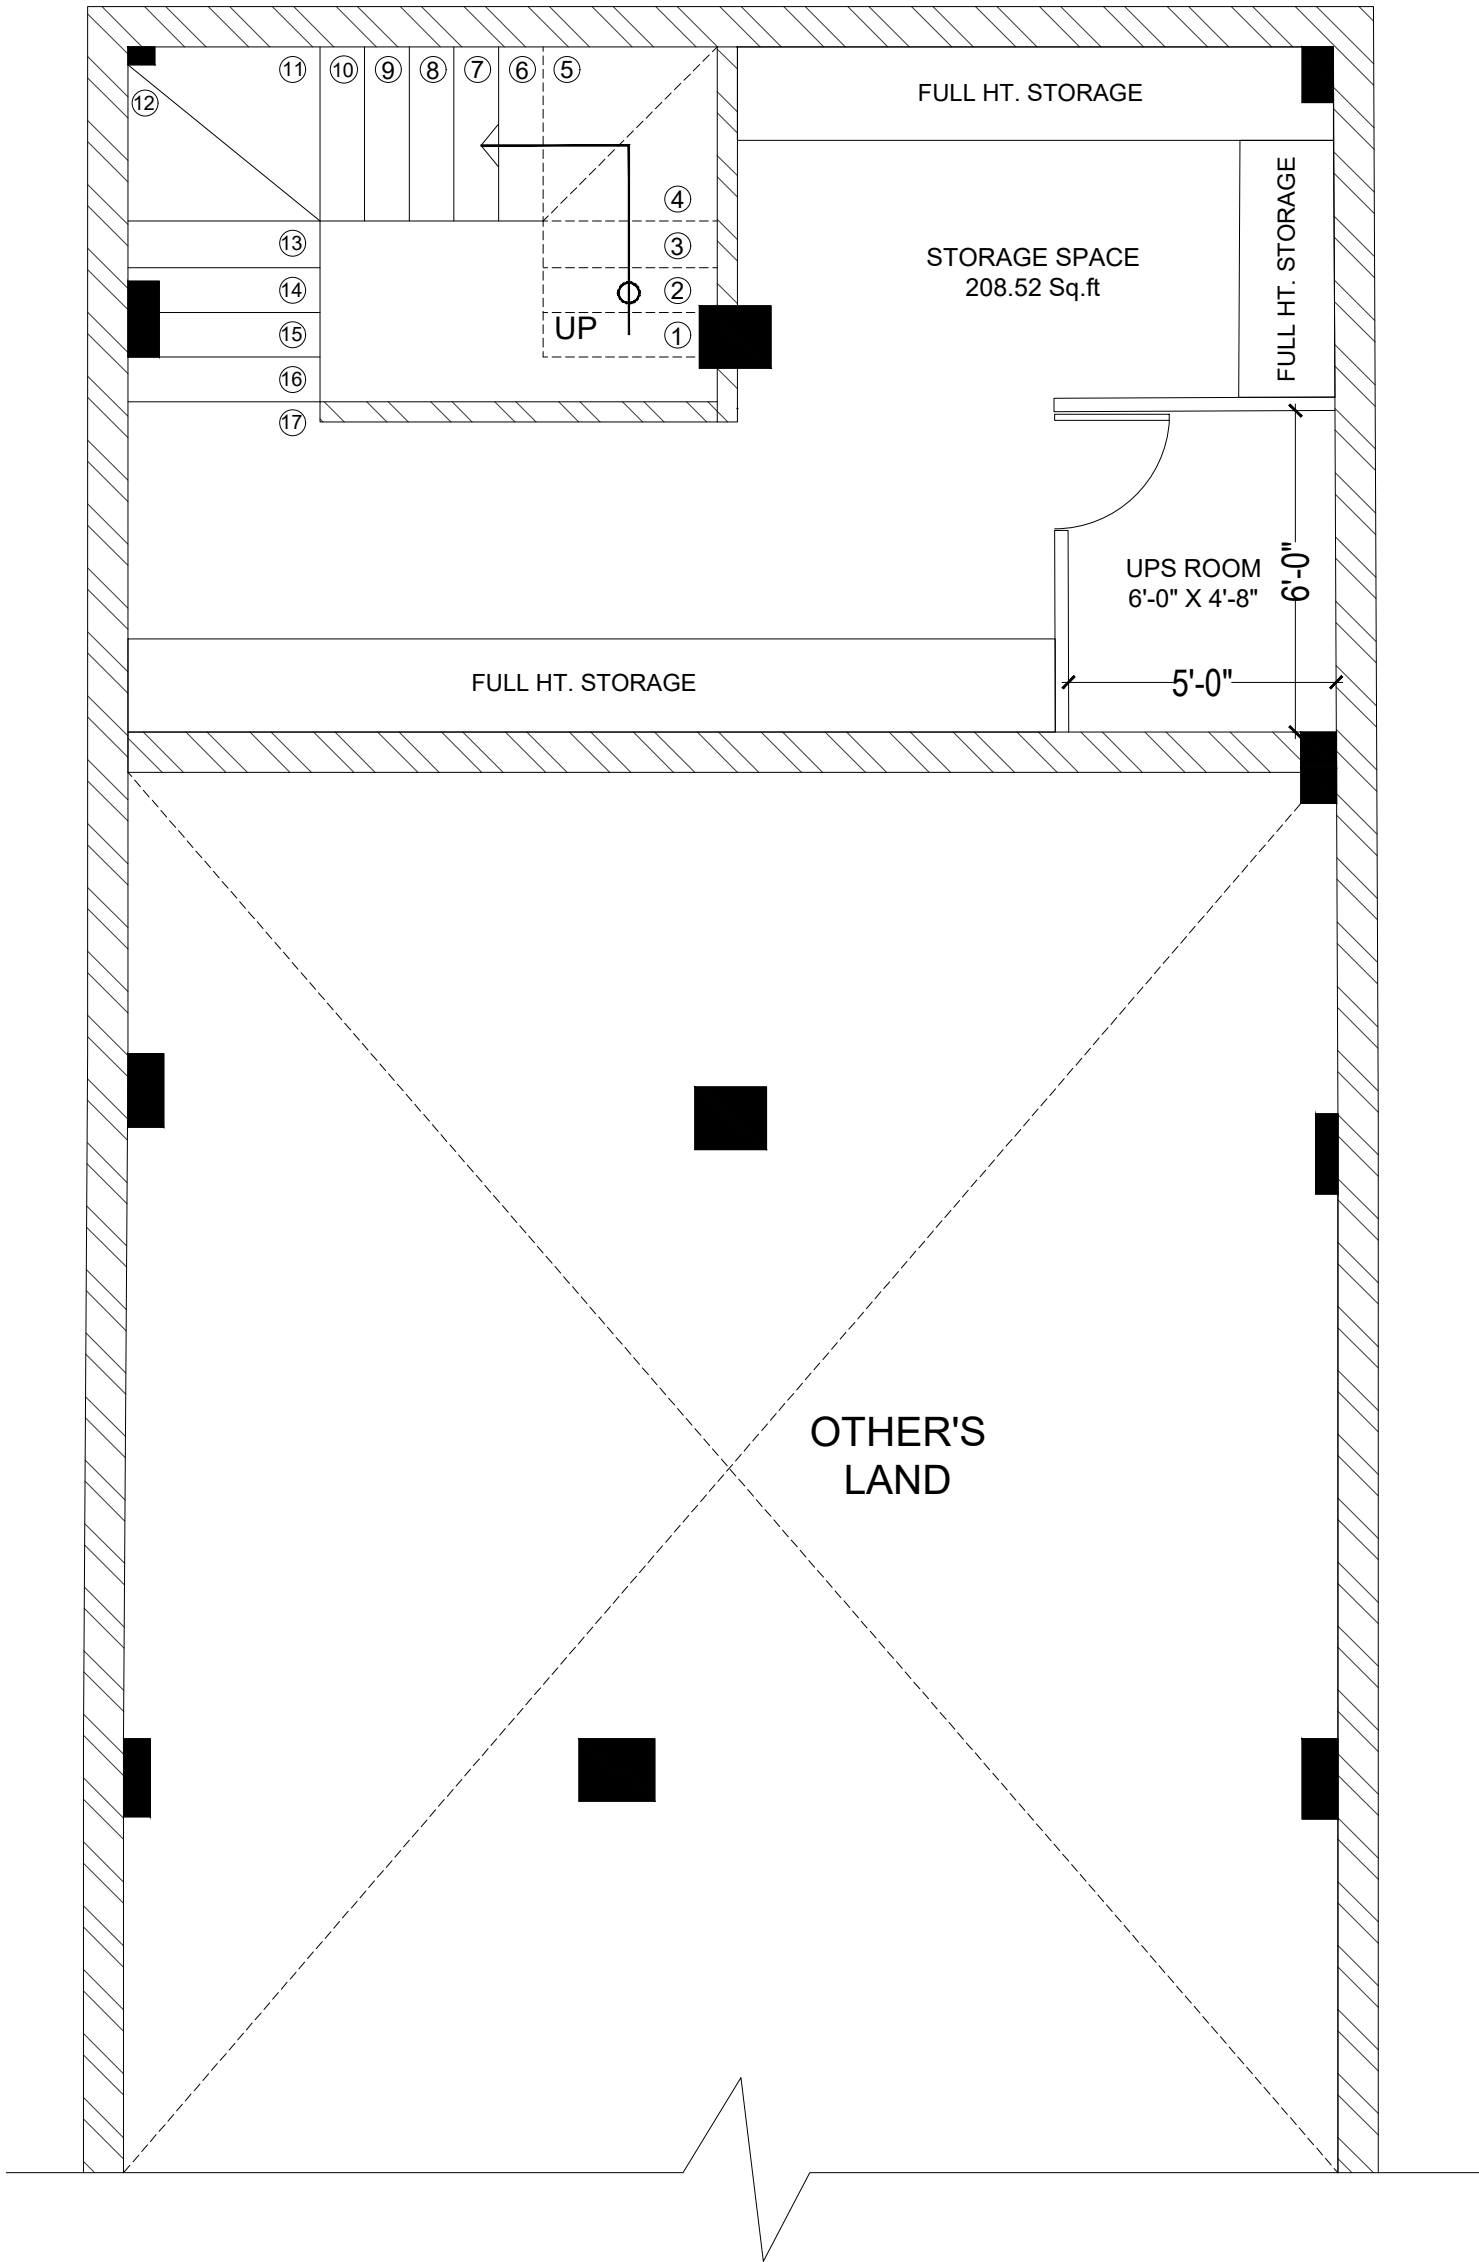 11
10
9
8
7
6
5
12
FULL HT. STORAGE
4
3
2
1
UP
13
14
15
16
17
STORAGE SPACE
208.52 Sq.ft
FULL HT. STORAGE
UPS ROOM
6'-0" X 4'-8"
6'-0"
5'-0"
FULL HT. STORAGE
OTHER'S
LAND